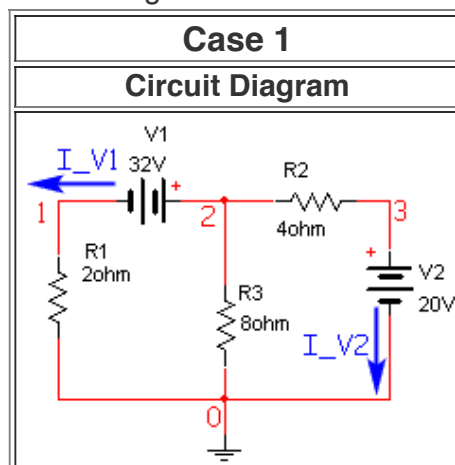 Case 1
Circuit Diagram
V1
I_V1
32V
+
R2
1
2
3
4ohm
+
R1
2ohm
V2
R3
20V
8ohm
I_V2
0